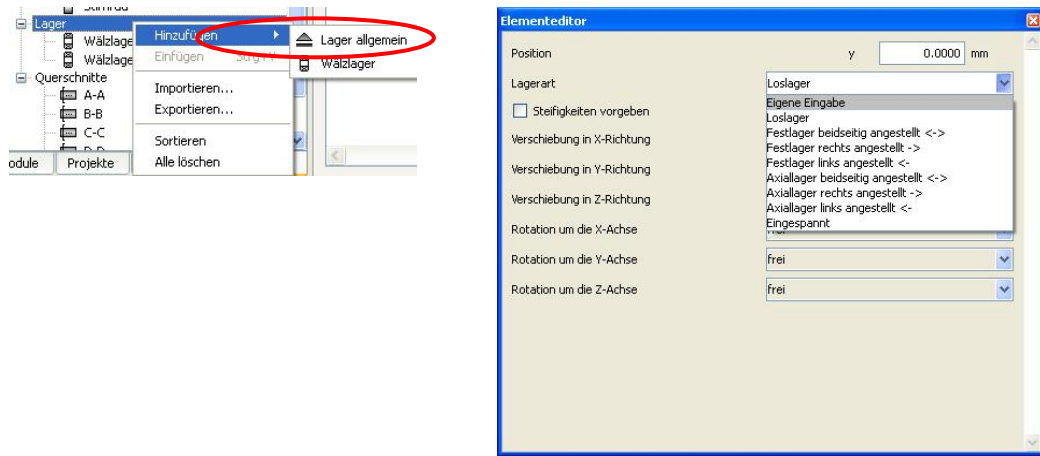 Lager
Hinzufügen
Lager allgemein
Wälzlage
Einfügen
Wälzlager
Wälzlage
Querschnitte
Importieren...
A-A
Exportieren...
B-B
C-C
Sortieren
odule Projekte
Alle löschen
Elementeditor
Position y 0.0000 mm
Lagerart Loslager
Eigene Eingabe
Steifigkeiten vorgeben
Loslager
Festlager beidseitig angestellt <->
Verschiebung in X-Richtung
Festlager rechts angestellt ->
Festlager links angestellt <-
Verschiebung in Y-Richtung
Axiallager beidseitig angestellt <->
Axiallager rechts angestellt ->
Verschiebung in Z-Richtung
Axiallager links angestellt <-
Eingespannt
Rotation um die X-Achse
Rotation um die Y-Achse frei
Rotation um die Z-Achse frei